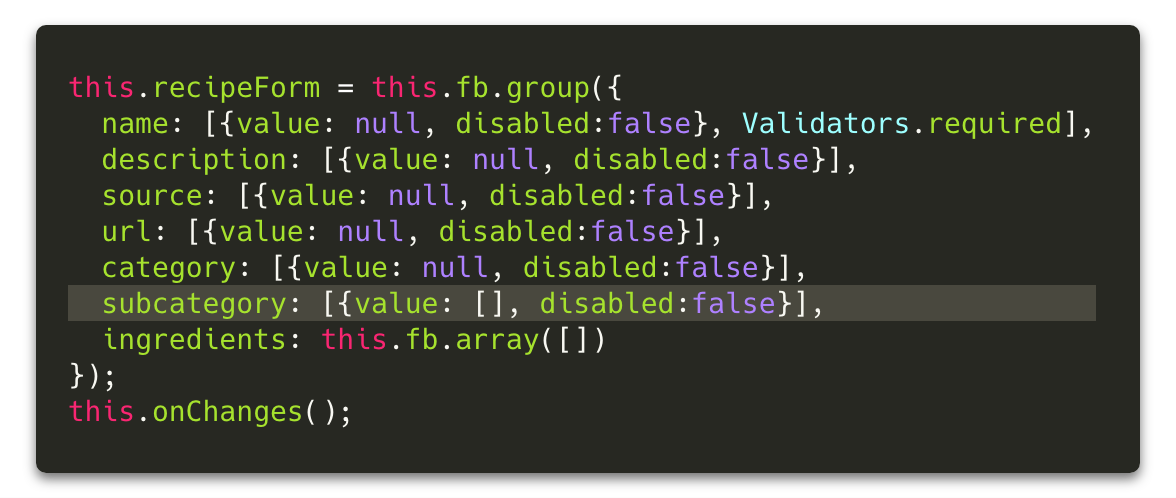 this.recipeForm = this.fb.group({
  name: [{value: null, disabled:false}, Validators.required],
  description: [{value: null, disabled:false}],
  source: [{value: null, disabled:false}],
  url: [{value: null, disabled:false}],
  category: [{value: null, disabled:false}],
  subcategory: [{value: [], disabled:false}],
  ingredients: this.fb.array([])
});
this.onChanges();